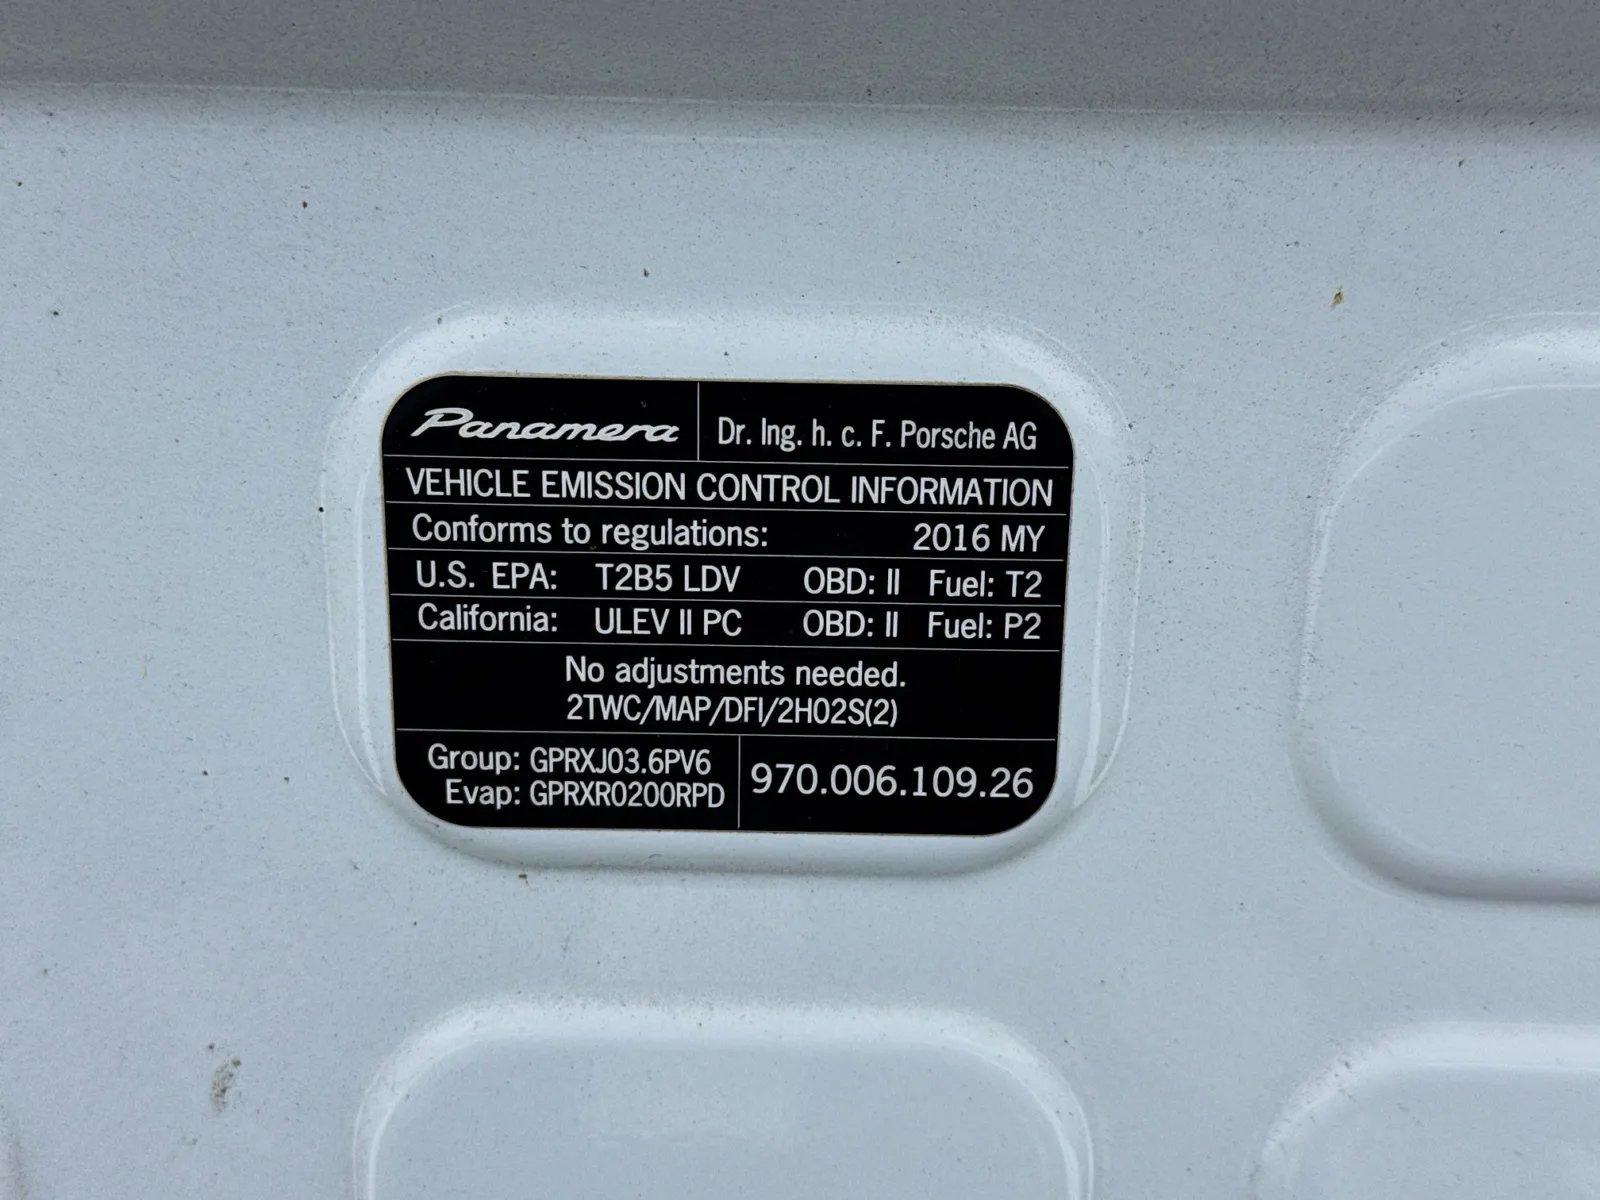 Panamera Dr. Ing. h. c. F. Porsche AG
VEHICLE EMISSION CONTROL INFORMATION
Conforms to regulations: 2016 MY
U.S. EPA: T2B5 LDV OBD: II Fuel: T2
California: ULEV II PC OBD: II Fuel: P2
No adjustments needed.
2TWC/MAP/DFI/2HO2S(2)
Group: GPRXJ03.6PV6
Evap: GPRXR0200RPD
970.006.109.26